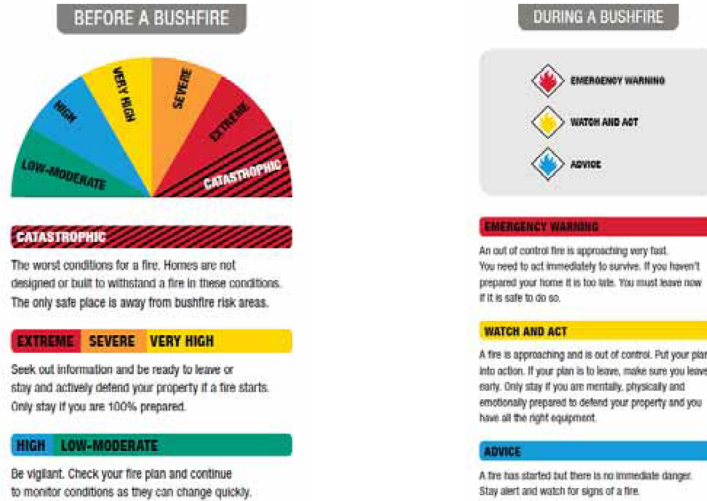 BEFORE A BUSHFIRE
LOW-MODERATE
HIGH
VERY HIGH
SEVERE
EXTREME
CATASTROPHIC
CATASTROPHIC
The worst conditions for a fire. Homes are not
designed or built to withstand a fire in these conditions.
The only safe place is away from bushfire risk areas.
EXTREME SEVERE VERY HIGH
Seek out information and be ready to leave or
stay and actively defend your property if a fire starts.
Only stay if you are 100% prepared.
HIGH LOW-MODERATE
Be vigilant. Check your fire plan and continue
to monitor conditions as they can change quickly.
DURING A BUSHFIRE
EMERGENCY WARNING
WATCH AND ACT
ADVICE
EMERGENCY WARNING
An out of control fire is approaching very fast.
You need to act immediately to survive. If you haven't
prepared your home it is too late. You must leave now
if it is safe to do so.
WATCH AND ACT
A fire is approaching and is out of control. Put your plan
into action. If your plan is to leave, make sure you leave
early. Only stay if you are mentally, physically and
emotionally prepared to defend your property and you
have all the right equipment.
ADVICE
A fire has started but there is no immediate danger.
Stay alert and watch for signs of a fire.